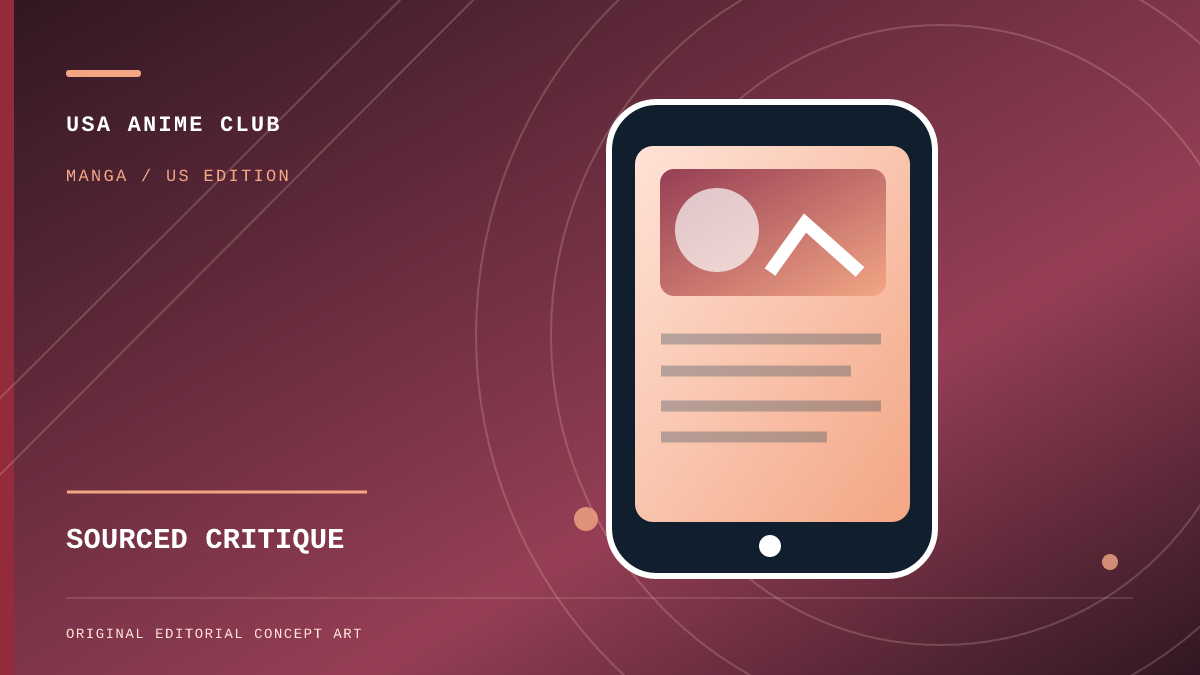 USA ANIME CLUB
MANGA / US EDITION
SOURCED CRITIQUE
ORIGINAL EDITORIAL CONCEPT ART